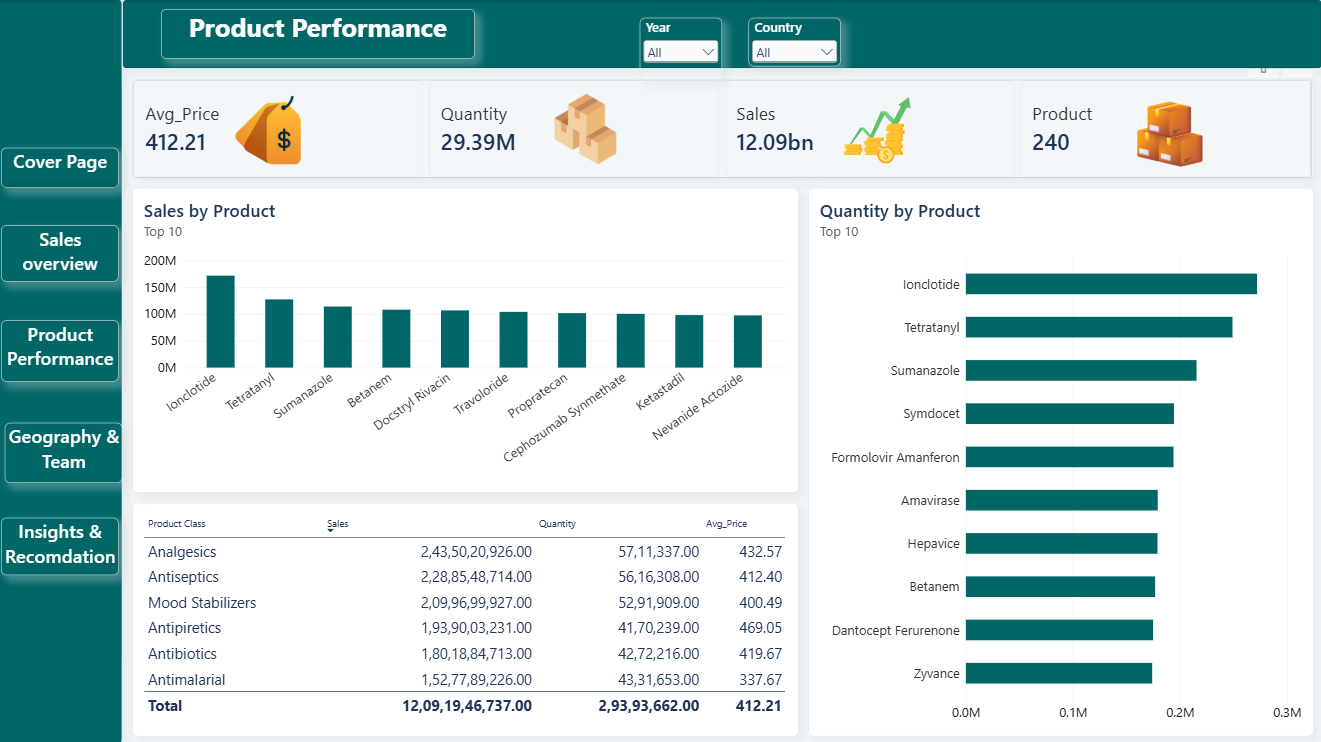 Product Performance
Year
All
Country
All
Cover Page
Sales
overview
Product
Performance
Geography &
Team
Insights &
Recomdation
Avg_Price
412.21
$
Quantity
29.39M
Sales
12.09bn
$
Product
240
Sales by Product
Top 10
200M
150M
100M
50M
0M
Ionclotide
Tetratanyl
Sumanazole
Betanem
Docstryl Rivacin
Travoloride
Propratecan
Cephozumab Synmethate
Ketastadil
Nevanide Actozide
Quantity by Product
Top 10
Ionclotide
Tetratanyl
Sumanazole
Symdocet
Formolovir Amanferon
Amavirase
Hepavice
Betanem
Dantocept Ferurenone
Zyvance
0.0M 0.1M 0.2M 0.3M
Product Class Sales Quantity Avg_Price
Analgesics 2,43,50,20,926.00 57,11,337.00 432.57
Antiseptics 2,28,85,48,714.00 56,16,308.00 412.40
Mood Stabilizers 2,09,96,99,927.00 52,91,909.00 400.49
Antipiretics 1,93,90,03,231.00 41,70,239.00 469.05
Antibiotics 1,80,18,84,713.00 42,72,216.00 419.67
Antimalarial 1,52,77,89,226.00 43,31,653.00 337.67
Total 12,09,19,46,737.00 2,93,93,662.00 412.21